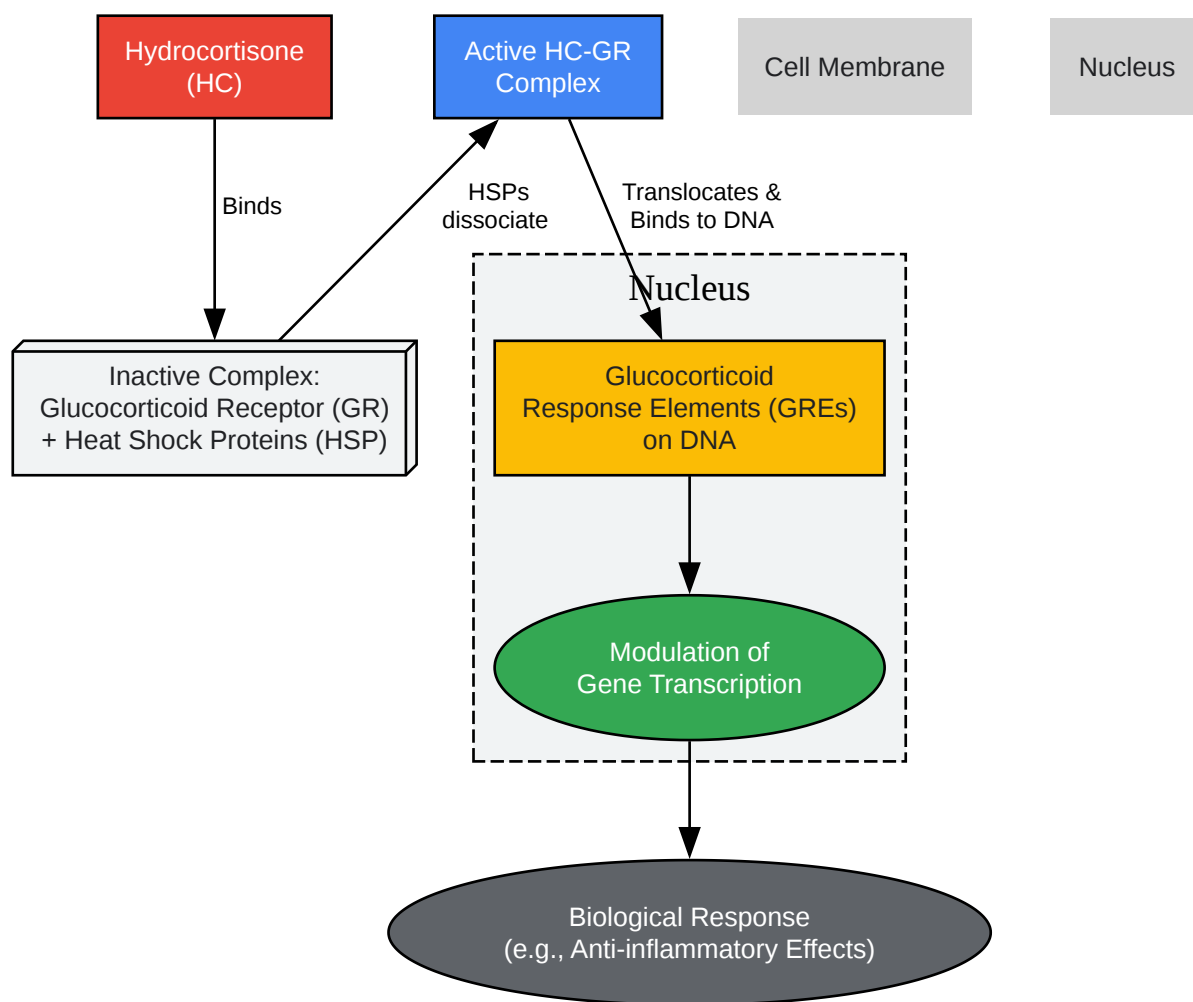 Hydrocortisone
(HC)
Active HC-GR
Complex
Cell Membrane
Nucleus
Binds
HSPs
dissociate
Translocates &
Binds to DNA
Nucleus
Inactive Complex:
Glucocorticoid Receptor (GR)
+ Heat Shock Proteins (HSP)
Glucocorticoid
Response Elements (GREs)
on DNA
Modulation of
Gene Transcription
Biological Response
(e.g., Anti-inflammatory Effects)